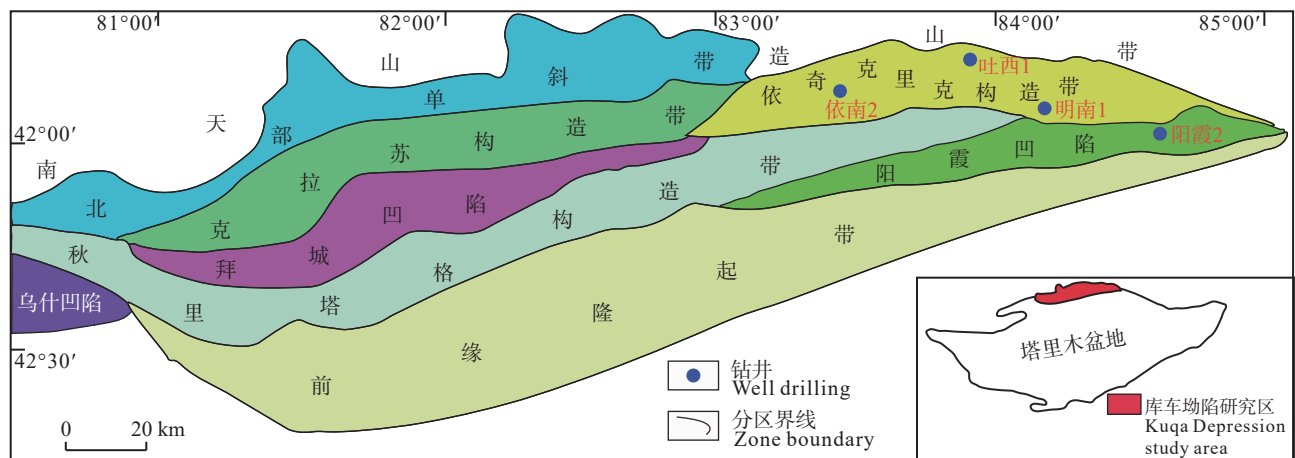 81°00′
82°00′
83°00′
84°00′
85°00′
42°00′
42°30′
南天山造山带
北部单斜带
克拉苏构造带
依奇克里克构造带
拜城凹陷
秋里塔格构造带
阳霞凹陷
乌什凹陷
前缘隆起带
吐西1
依南2
明南1
阳霞2
0
20 km
钻井
Well drilling
分区界线
Zone boundary
塔里木盆地
库车坳陷研究区
Kuqa Depression
study area